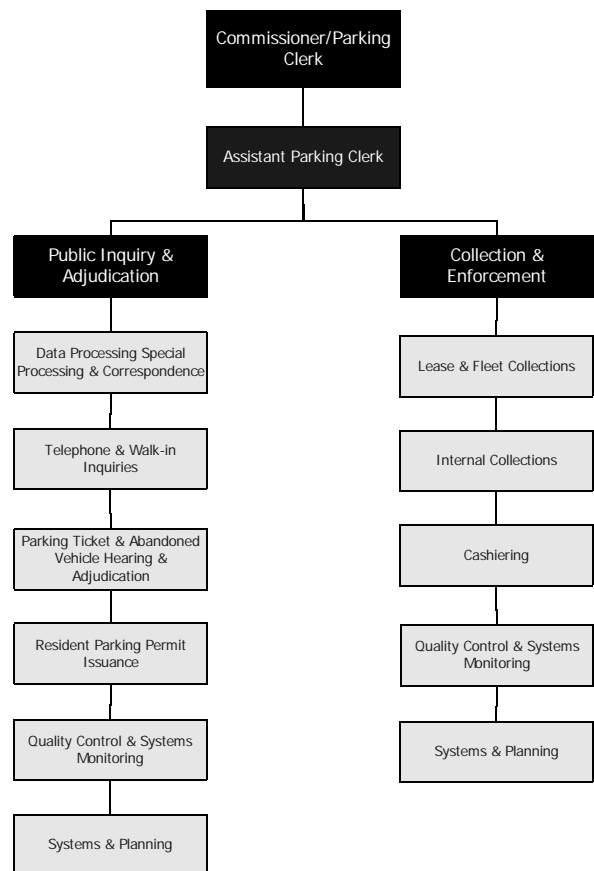 Commissioner/Parking
Clerk
Assistant Parking Clerk
Public Inquiry &
Adjudication
Data Processing Special
Processing & Correspondence
Telephone & Walk-in
Inquiries
Parking Ticket & Abandoned
Vehicle Hearing &
Adjudication
Resident Parking Permit
Issuance
Quality Control & Systems
Monitoring
Systems & Planning
Collection &
Enforcement
Lease & Fleet Collections
Internal Collections
Cashiering
Quality Control & Systems
Monitoring
Systems & Planning